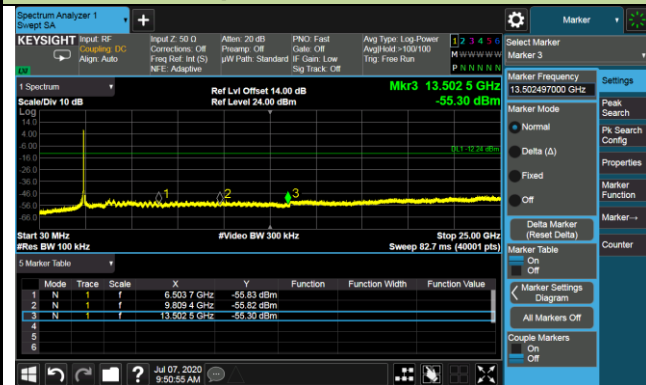 Spectrum Analyzer 1
Swept SA
+
Marker
KEYSIGHT
Input: RF
Coupling: DC
Align: Auto
Input Z: 50 Ω
Corrections: Off
Freq Ref: Int (S)
NFE: Adaptive
Atten: 20 dB
Preamp: Off
µW Path: Standard
PNO: Fast
Gate: Off
IF Gain: Low
Sig Track: Off
Avg Type: Log-Power
Avg|Hold:>100/100
Trig: Free Run
1 2 3 4 5 6
M W W W W W
P N N N N N
Select Marker
Marker 3
1 Spectrum
Scale/Div 10 dB
Log
Ref Lvl Offset 14.00 dB
Ref Level 24.00 dBm
Mkr3 13.502 5 GHz
-55.30 dBm
14.0
4.00
-6.00
-16.0
-26.0
-36.0
-46.0
-56.0
-66.0
DL1 -12.24 dBm
1
2
3
Start 30 MHz
#Res BW 100 kHz
#Video BW 300 kHz
Stop 25.00 GHz
Sweep 82.7 ms (40001 pts)
5 Marker Table
Mode Trace Scale X Y Function Function Width Function Value
1 N 1 f 6.503 7 GHz -55.83 dBm
2 N 1 f 9.809 4 GHz -55.82 dBm
3 N 1 f 13.502 5 GHz -55.30 dBm
4
5
6
Marker Frequency
13.502497000 GHz
Marker Mode
Normal
Delta (Δ)
Fixed
Off
Delta Marker
(Reset Delta)
Marker Table
On
Off
Marker Settings
Diagram
All Markers Off
Couple Markers
On
Off
Settings
Peak
Search
Pk Search
Config
Properties
Marker
Function
Marker→
Counter
?
Jul 07, 2020
9:50:55 AM